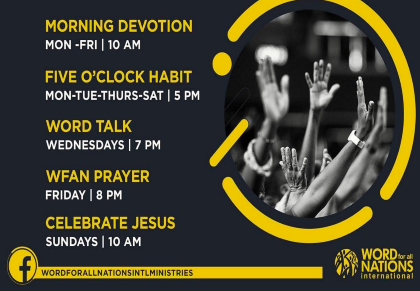 MORNING DEVOTION
MON -FRI | 10 AM
FIVE O'CLOCK HABIT
MON-TUE-THURS-SAT | 5 PM
WORD TALK
WEDNESDAYS | 7 PM
WFAN PRAYER
FRIDAY | 8 PM
CELEBRATE JESUS
SUNDAYS | 10 AM
f WORDFORALLNATIONSINTLMINISTRIES
WORD for all
NATIONS
international